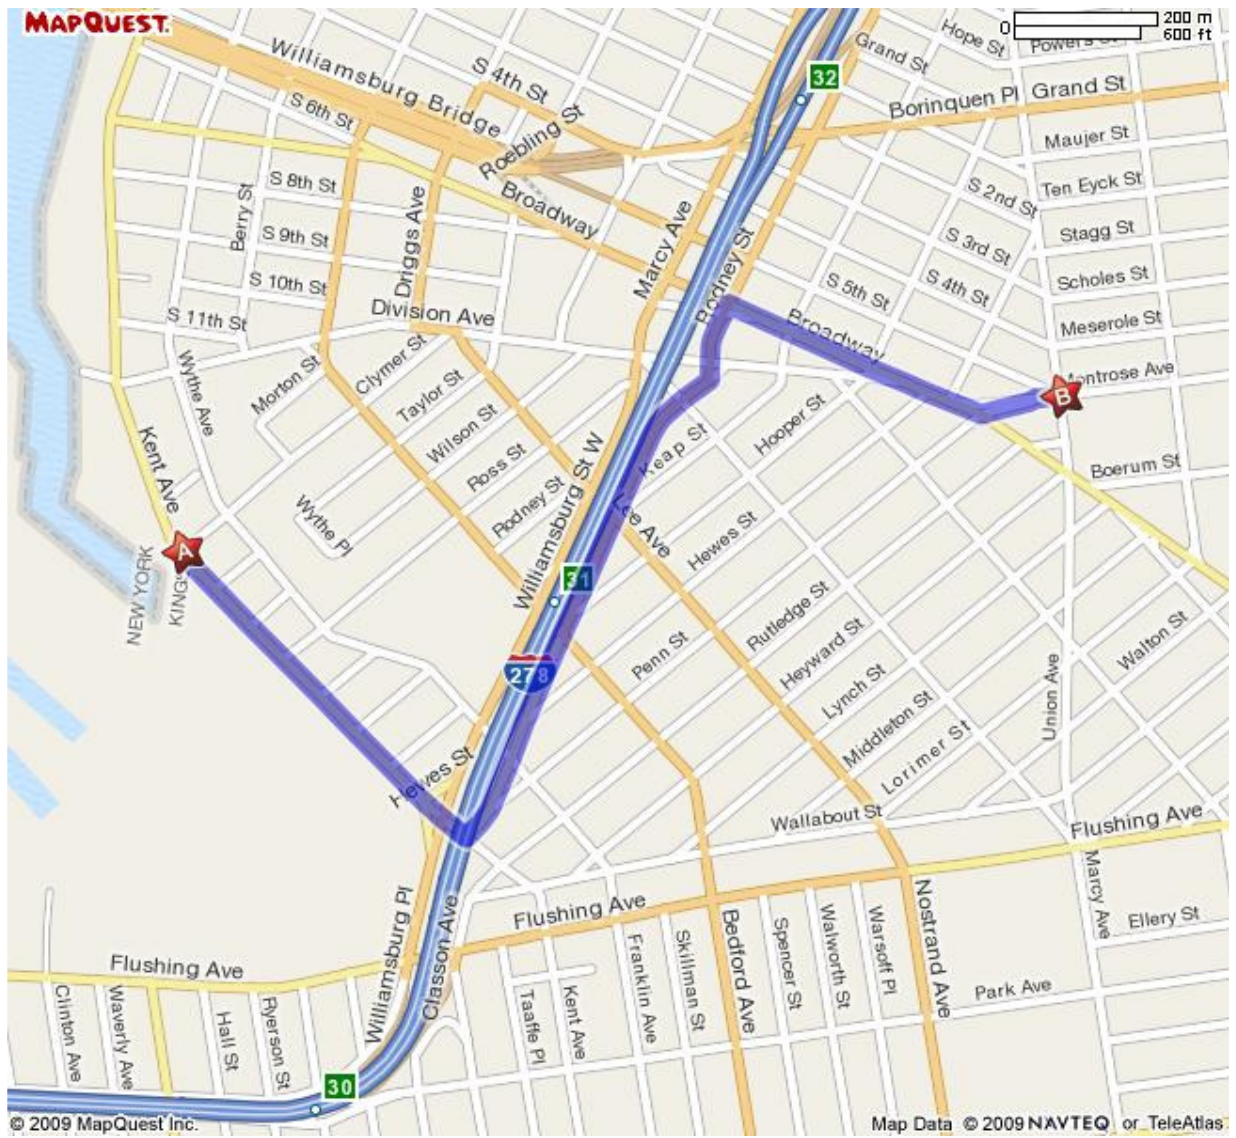 MAPQUEST.
0
200 m
600 ft
Hope St
Powers St
Grand St
32
Williamsburg Bridge
S 4th St
Borinquen Pl
Grand St
S 6th St
Roebling St
Maujer St
S 8th St
Broadway
S 2nd St
Ten Eyck St
Berry St
Driggs Ave
Marcy Ave
Rodney St
S 9th St
S 3rd St
Stagg St
S 10th St
S 5th St
S 4th St
Scholes St
S 11th St
Division Ave
Broadway
Meserole St
Wythe Ave
Morton St
Clymer St
Taylor St
Montrose Ave
B
Kent Ave
Wilson St
Hooper St
Ross St
Keap St
Boerum St
Rodney St
Williamsburg St W
Lee Ave
Wythe Pl
Hewes St
A
NEW YORK
KINGS
31
278
Penn St
Rutledge St
Heyward St
Walton St
Lynch St
Union Ave
Middleton St
Lorimer St
Hewes St
Wallabout St
Flushing Ave
Williamsburg Pl
Classon Ave
Flushing Ave
Marcy Ave
Nostrand Ave
Bedford Ave
Ellery St
Flushing Ave
Spencer St
Walworth St
Warsoff Pl
Franklin Ave
Skillman St
Park Ave
Clinton Ave
Waverly Ave
Hall St
Ryerson St
Taaffe Pl
Kent Ave
30
© 2009 MapQuest Inc.
Map Data © 2009 NAVTEQ or TeleAtlas